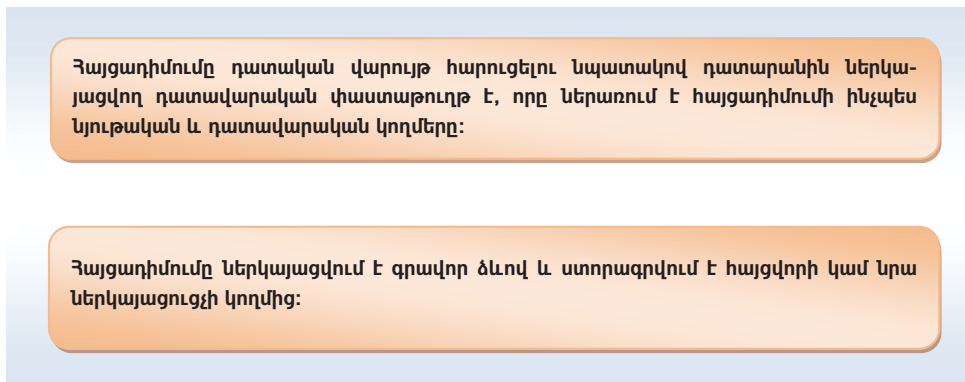 Հայցադիմումը դատական վարույթ հարուցելու նպատակով դատարանին ներկա-
յացվող դատավարական փաստաթուղթ է, որը ներառում է հայցադիմումի ինչպես
նյութական և դատավարական կողմերը:
Հայցադիմումը ներկայացվում է գրավոր ձևով և ստորագրվում է հայցվորի կամ նրա
ներկայացուցչի կողմից: